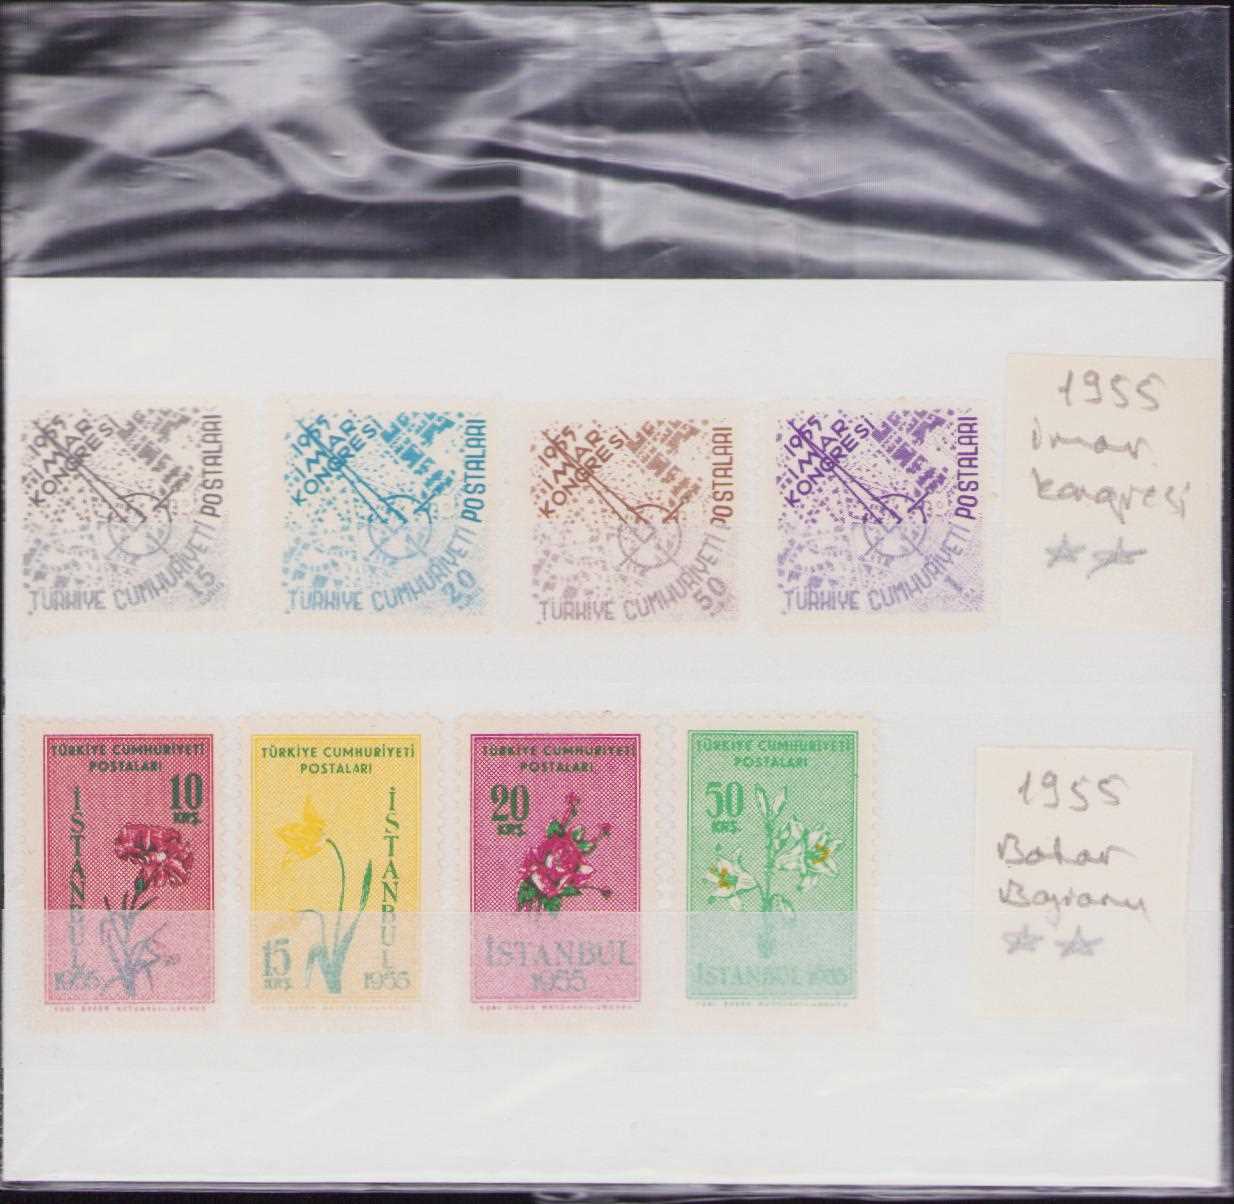 1955
İMAR
KONGRESİ
POSTALARI
TÜRKİYE CUMHURİYETİ
15
1955
İMAR
KONGRESİ
POSTALARI
TÜRKİYE CUMHURİYETİ
20
1955
İMAR
KONGRESİ
POSTALARI
TÜRKİYE CUMHURİYETİ
50
1955
İMAR
KONGRESİ
POSTALARI
TÜRKİYE CUMHURİYETİ
1
1955
imar
kongresi
TÜRKİYE CUMHURİYETİ
POSTALARI
10
KRŞ.
İSTANBUL
1955
TÜRKİYE CUMHURİYETİ
POSTALARI
İSTANBUL
15
KRŞ.
1955
TÜRKİYE CUMHURİYETİ
POSTALARI
20
KRŞ.
İSTANBUL
1955
TÜRKİYE CUMHURİYETİ
POSTALARI
50
KRŞ.
İSTANBUL 1955
1955
Bahar
Bayramı